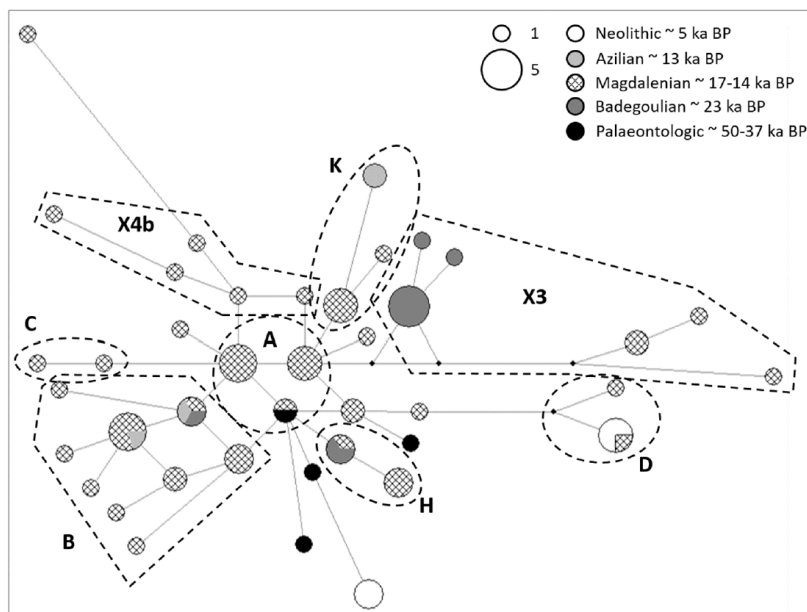 1
5
Neolithic ~ 5 ka BP
Azilian ~ 13 ka BP
Magdalenian ~ 17-14 ka BP
Badegoulian ~ 23 ka BP
Palaeontologic ~ 50-37 ka BP
K
X4b
X3
C
A
D
H
B